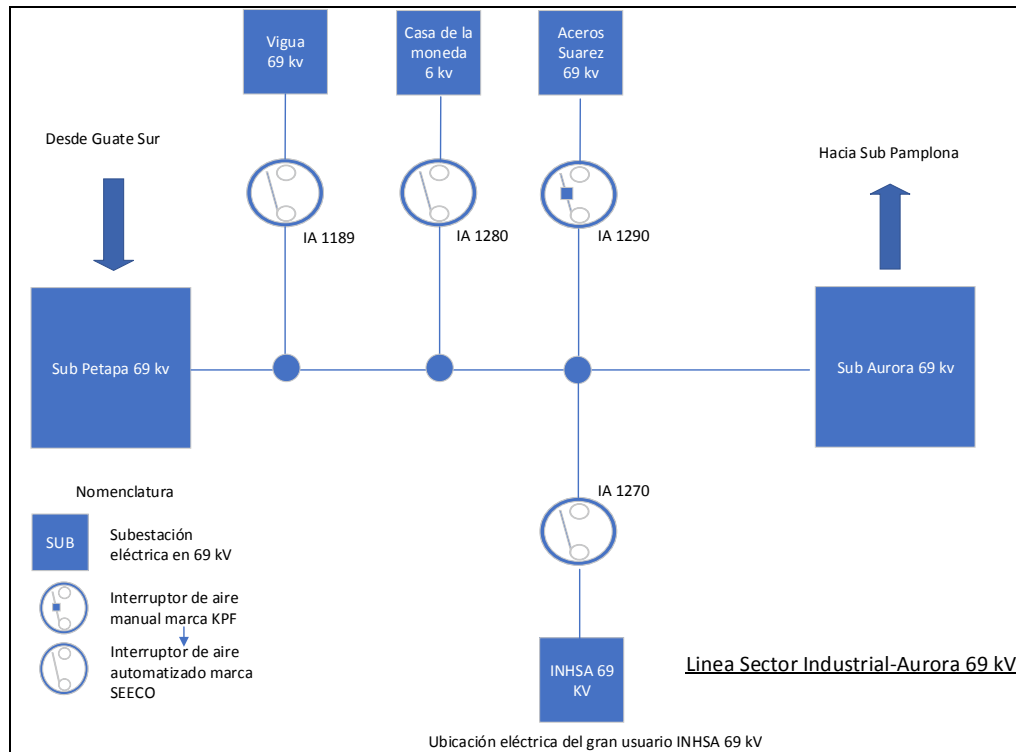 Vigua
69 kv
Casa de la
moneda
6 kv
Aceros
Suarez
69 kv
Desde Guate Sur
Hacia Sub Pamplona
IA 1189
IA 1280
IA 1290
Sub Petapa 69 kv
Sub Aurora 69 kv
Nomenclatura
IA 1270
SUB
Subestación
eléctrica en 69 kV
Interruptor de aire
manual marca KPF
Interruptor de aire
automatizado marca
SEECO
INHSA 69
KV
Linea Sector Industrial-Aurora 69 kV
Ubicación eléctrica del gran usuario INHSA 69 kV